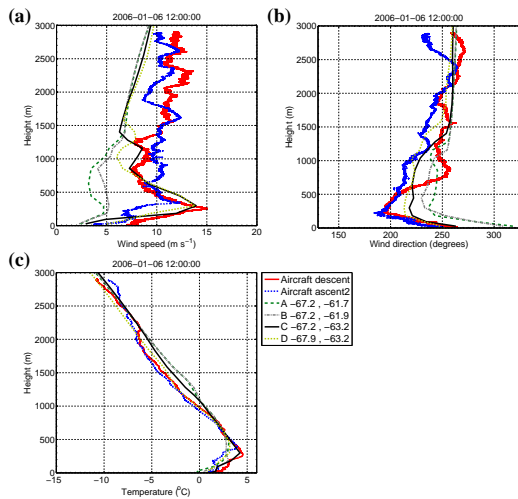 (a)
2006−01−06 12:00:00
3000
2500
2000
1500
1000
500
0
Height (m)
0 5 10 15 20
Wind speed (m s−1)
(b)
2006−01−06 12:00:00
3000
2500
2000
1500
1000
500
0
Height (m)
150 200 250 300
Wind direction (degrees)
(c)
2006−01−06 12:00:00
3000
2500
2000
1500
1000
500
0
Height (m)
−15 −10 −5 0 5
Temperature (°C)
Aircraft descent
Aircraft ascent2
A −67.2 , −61.7
B −67.2 , −61.9
C −67.2 , −63.2
D −67.9 , −63.2